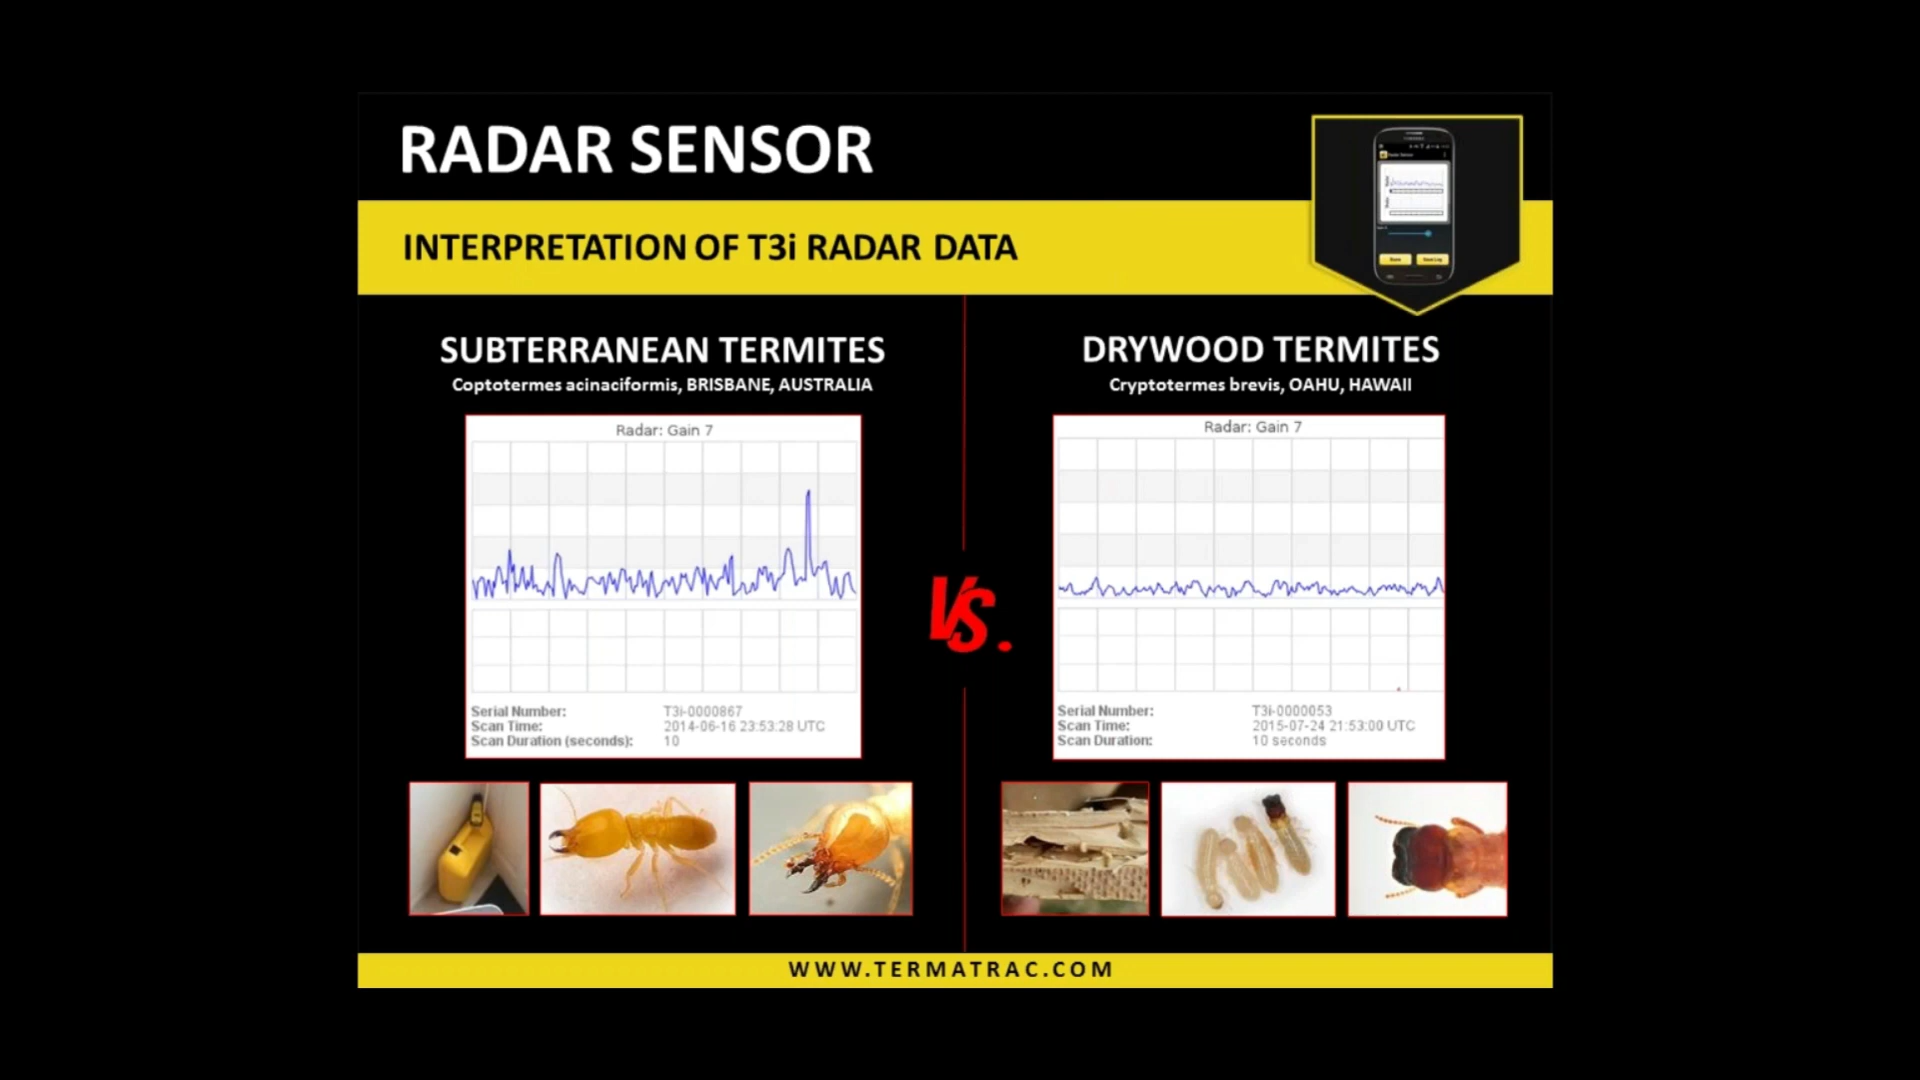 RADAR SENSOR
INTERPRETATION OF T3i RADAR DATA
SUBTERRANEAN TERMITES
Coptotermes acinaciformis, BRISBANE, AUSTRALIA
Radar: Gain 7
Serial Number: T3i-0000867
Scan Time: 2014-06-16 23:53:28 UTC
Scan Duration (seconds): 10
VS.
DRYWOOD TERMITES
Cryptotermes brevis, OAHU, HAWAII
Radar: Gain 7
Serial Number: T3i-0000053
Scan Time: 2015-07-24 21:53:00 UTC
Scan Duration: 10 seconds
WWW.TERMATRAC.COM